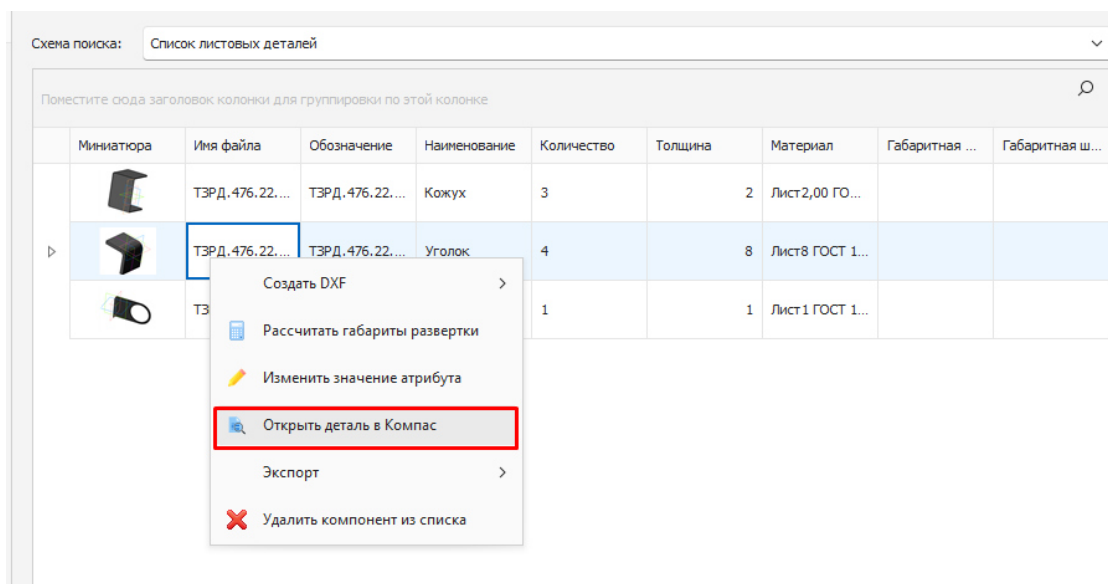 Схема поиска: Список листовых деталей
Поместите сюда заголовок колонки для группировки по этой колонке
Миниатюра Имя файла Обозначение Наименование Количество Толщина Материал Габаритная ... Габаритная ш...
ТЗРД.476.22.... ТЗРД.476.22.... Кожух 3 2 Лист2,00 ГО...
ТЗРД.476.22.... ТЗРД.476.22.... Уголок 4 8 Лист8 ГОСТ 1...
ТЗ 1 1 Лист1 ГОСТ 1...
Создать DXF
Рассчитать габариты развертки
Изменить значение атрибута
Открыть деталь в Компас
Экспорт
Удалить компонент из списка